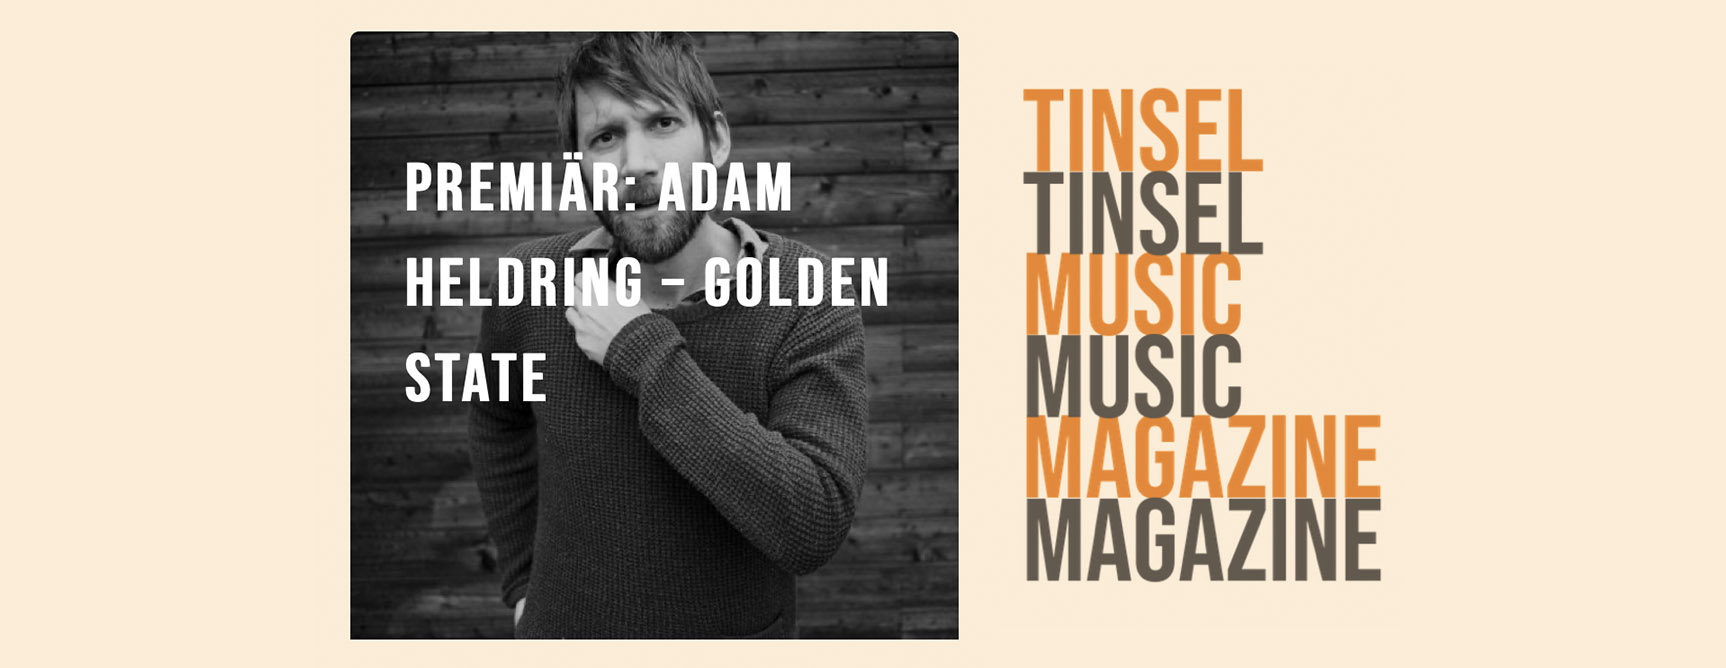 PREMIÄR: ADAM
HELDRING – GOLDEN
STATE
TINSEL
TINSEL
MUSIC
MUSIC
MAGAZINE
MAGAZINE